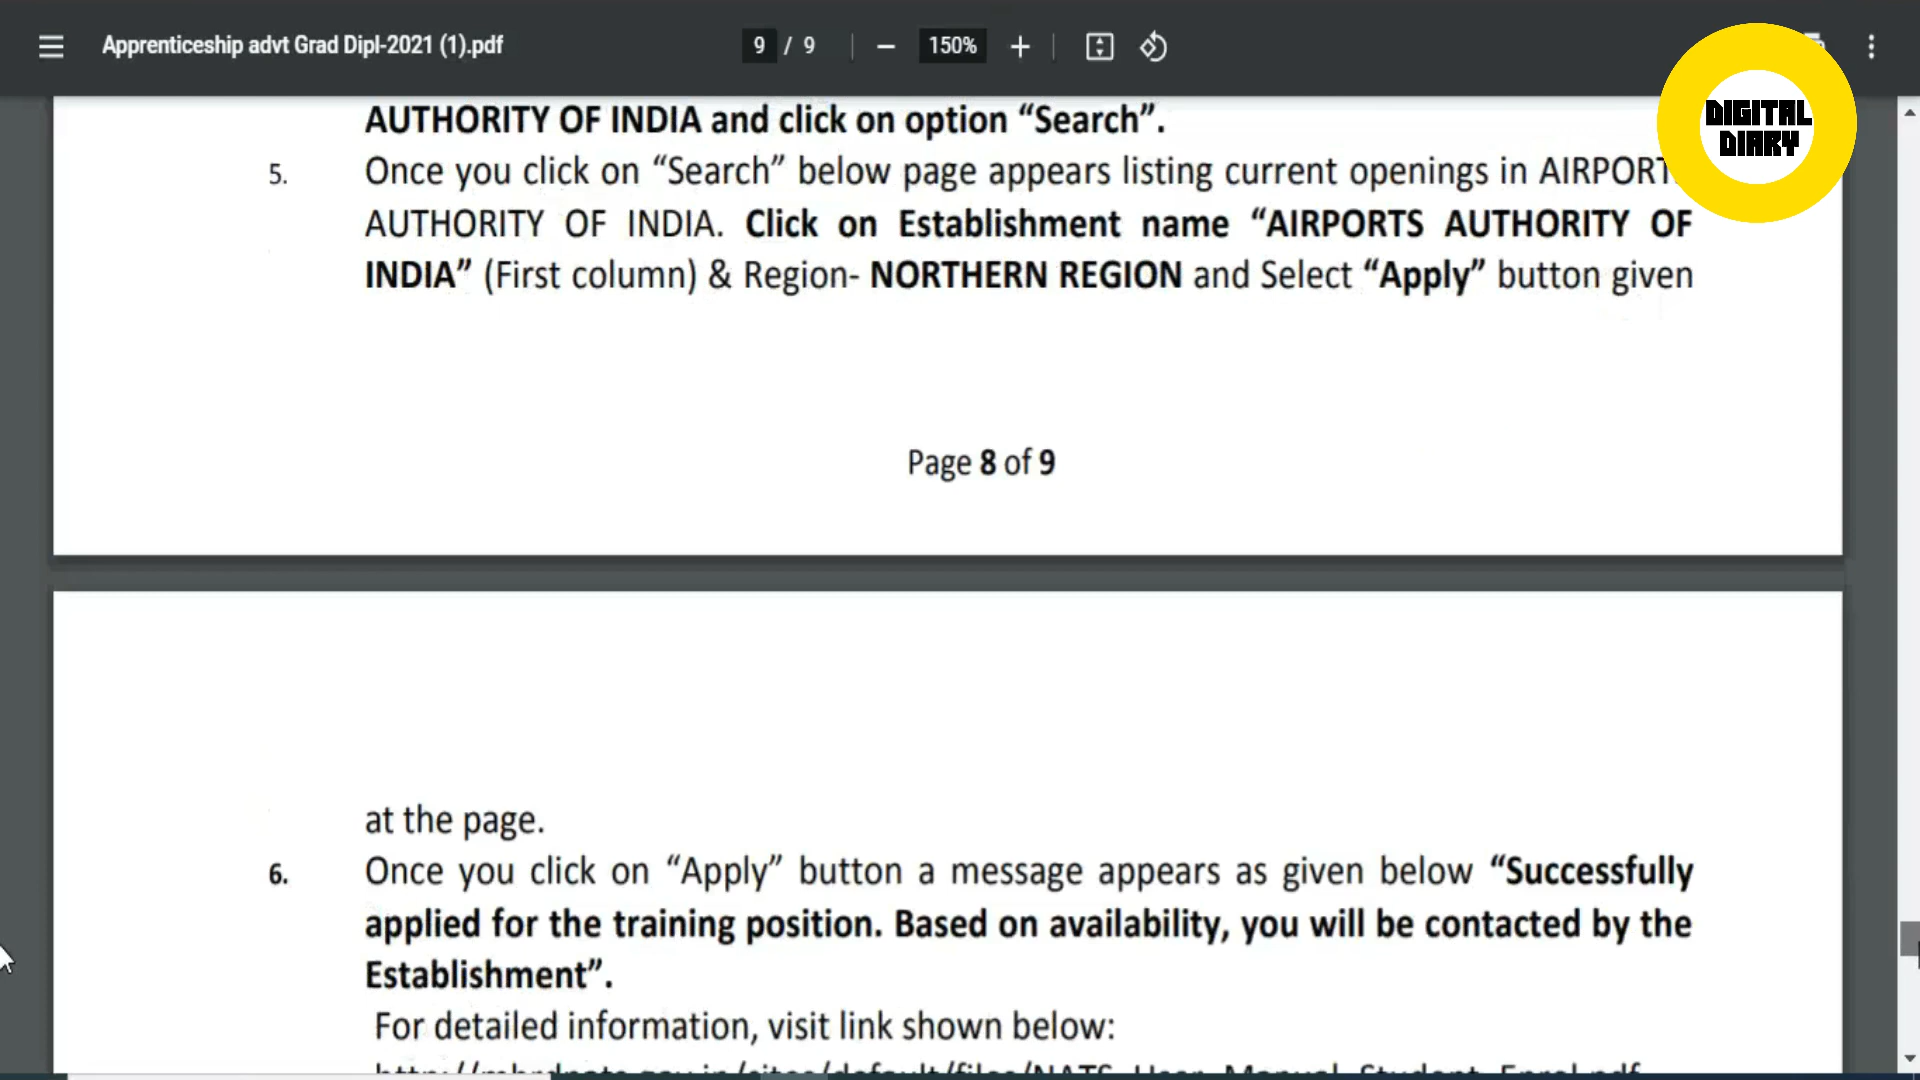 Apprenticeship advt Grad Dipl-2021 (1).pdf
9 / 9
150%
DIGITAL
DIARY
AUTHORITY OF INDIA and click on option “Search”.
5. Once you click on “Search” below page appears listing current openings in AIRPORT
AUTHORITY OF INDIA. Click on Establishment name “AIRPORTS AUTHORITY OF
INDIA” (First column) & Region- NORTHERN REGION and Select “Apply” button given
Page 8 of 9
at the page.
6. Once you click on “Apply” button a message appears as given below “Successfully
applied for the training position. Based on availability, you will be contacted by the
Establishment”.
For detailed information, visit link shown below: